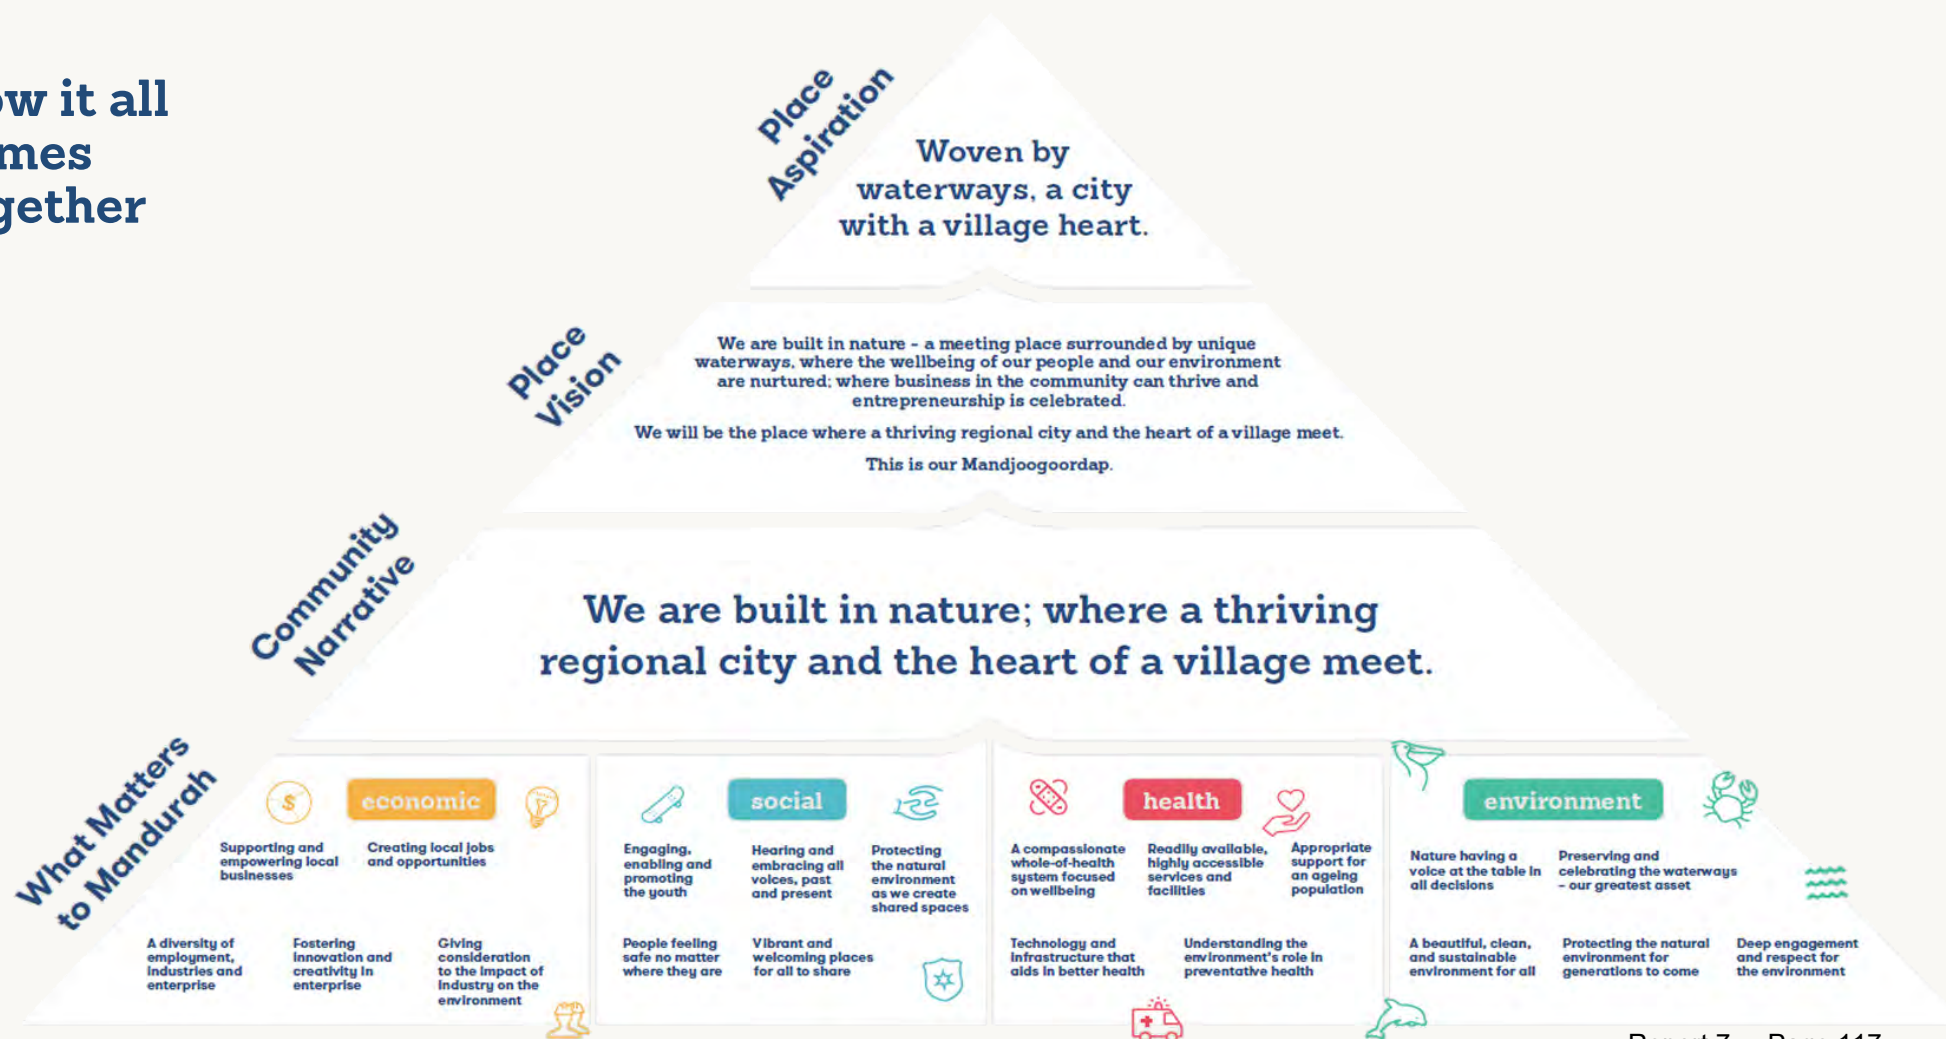 ow it all
mes
gether
Place
Aspiration
Woven by
waterways, a city
with a village heart.
Place
Vision
We are built in nature - a meeting place surrounded by unique
waterways, where the wellbeing of our people and our environment
are nurtured; where business in the community can thrive and
entrepreneurship is celebrated.
We will be the place where a thriving regional city and the heart of a village meet.
This is our Mandjoogoordap.
Community
Narrative
We are built in nature; where a thriving
regional city and the heart of a village meet.
What Matters
to Mandurah
economic
Supporting and
empowering local
businesses
Creating local jobs
and opportunities
A diversity of
employment,
industries and
enterprise
Fostering
innovation and
creativity in
enterprise
Giving
consideration
to the impact of
industry on the
environment
social
Engaging,
enabling and
promoting
the youth
Hearing and
embracing all
voices, past
and present
Protecting
the natural
environment
as we create
shared spaces
People feeling
safe no matter
where they are
Vibrant and
welcoming places
for all to share
health
A compassionate
whole-of-health
system focused
on wellbeing
Readily available,
highly accessible
services and
facilities
Appropriate
support for
an ageing
population
Technology and
infrastructure that
aids in better health
Understanding the
environment's role in
preventative health
environment
Nature having a
voice at the table in
all decisions
Preserving and
celebrating the waterways
- our greatest asset
A beautiful, clean,
and sustainable
environment for all
Protecting the natural
environment for
generations to come
Deep engagement
and respect for
the environment